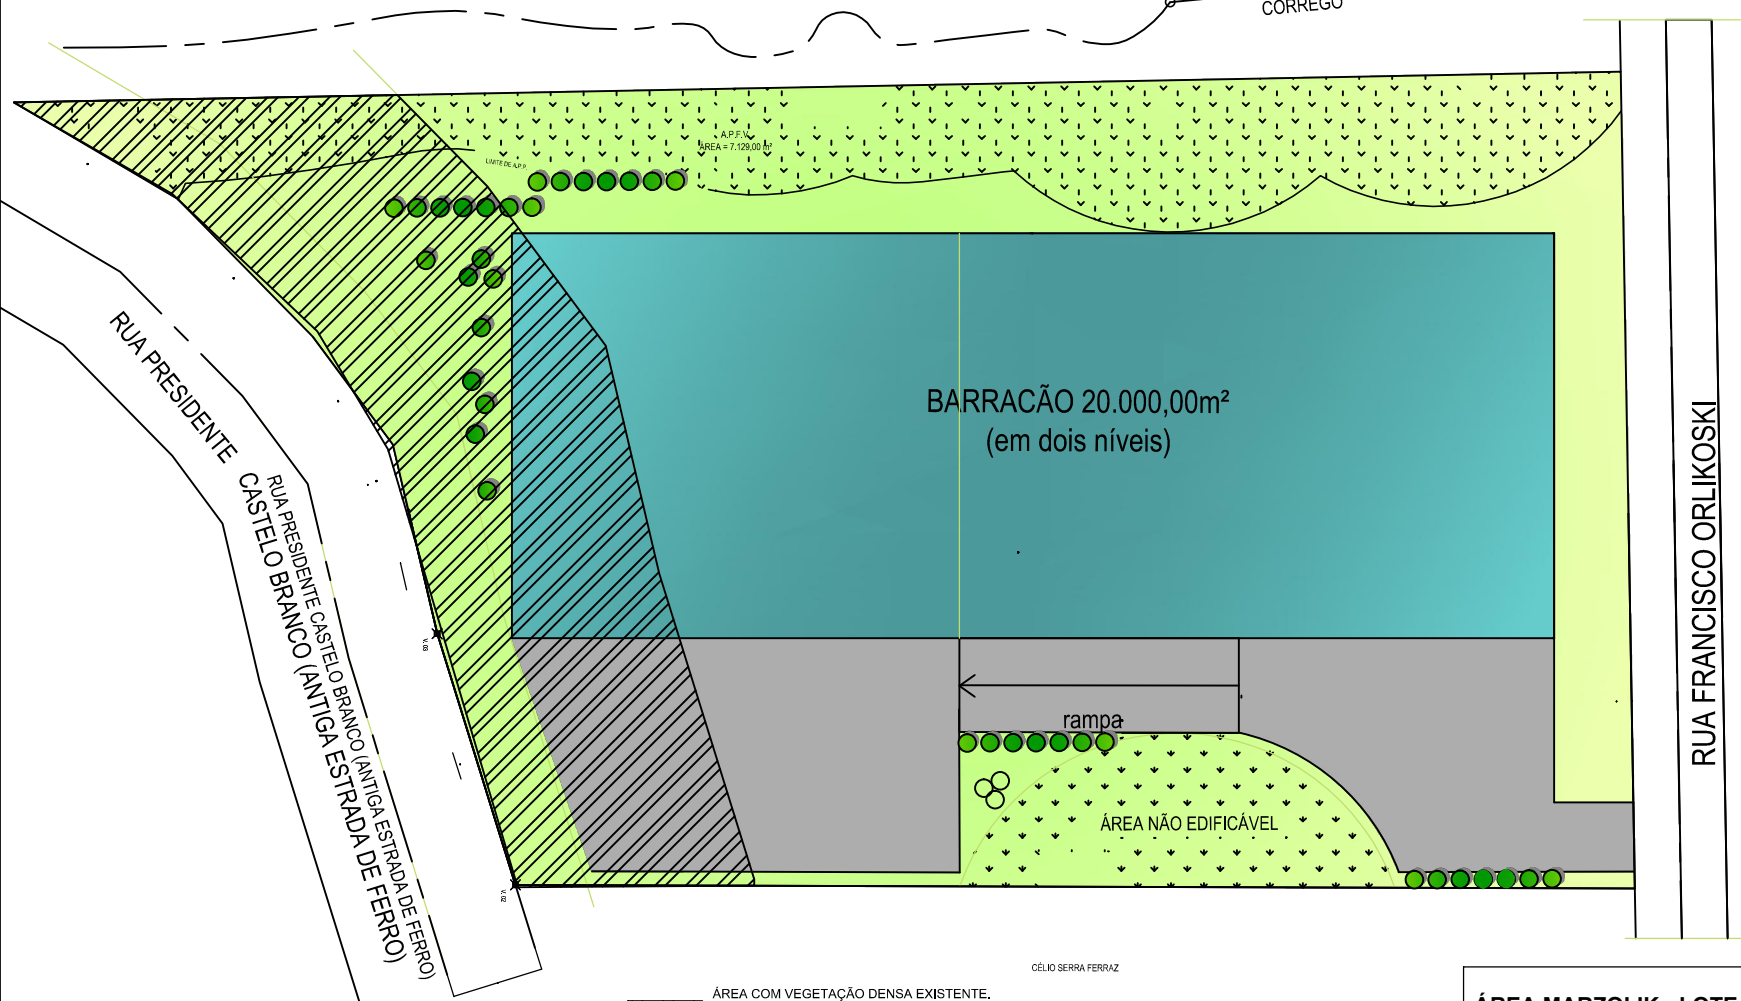 CÓRREGO
A.P.F.V.
ÁREA = 7.129,00 m²
LIMITE DE A.P.P.
BARRACÃO 20.000,00m²
(em dois níveis)
RUA PRESIDENTE
CASTELO BRANCO (ANTIGA ESTRADA DE FERRO)
RUA PRESIDENTE CASTELO BRANCO (ANTIGA ESTRADA DE FERRO)
RUA FRANCISCO ORLIKOSKI
V. 03
rampa
ÁREA NÃO EDIFICÁVEL
V. 02
CÉLIO SERRA FERRAZ
ÁREA COM VEGETAÇÃO DENSA EXISTENTE.